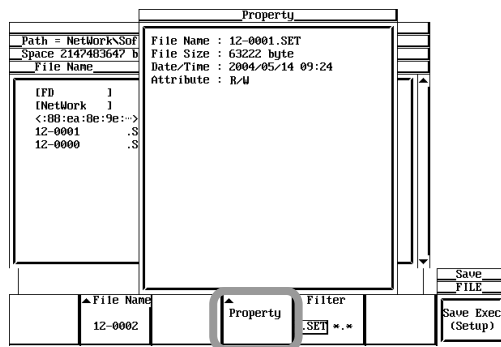 Property
Path = NetWork\Sof
Space 2147483647 b
File Name
File Name : 12-0001.SET
File Size : 63222 byte
Date/Time : 2004/05/14 09:24
Attribute : R/W
[FD ]
[NetWork ]
<:88:ea:8e:9e:…>
12-0001 .S
12-0000 .S
Save
FILE
File Name
12-0002
Property
Filter
.SET *.*
Save Exec
(Setup)